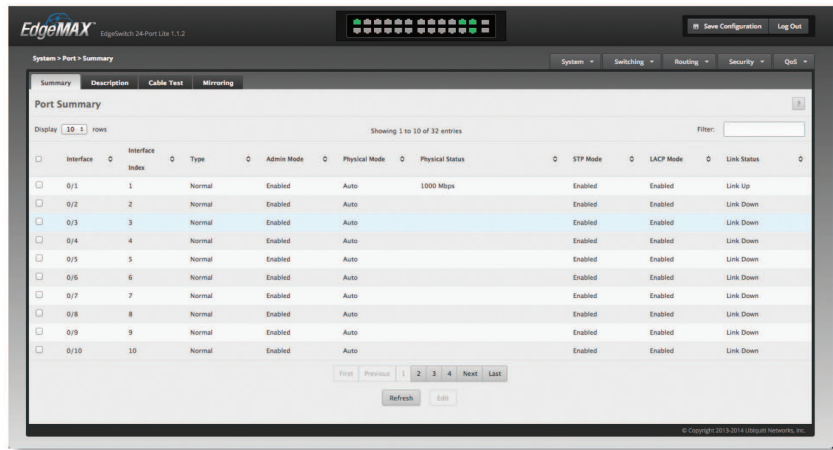 EdgeMAX™ EdgeSwitch 24-Port Lite 1.1.2
Save Configuration Log Out
System > Port > Summary
System Switching Routing Security QoS
Summary Description Cable Test Mirroring
Port Summary
?
Display 10 rows Showing 1 to 10 of 32 entries Filter:
Interface Interface Index Type Admin Mode Physical Mode Physical Status STP Mode LACP Mode Link Status
0/1 1 Normal Enabled Auto 1000 Mbps Enabled Enabled Link Up
0/2 2 Normal Enabled Auto Enabled Enabled Link Down
0/3 3 Normal Enabled Auto Enabled Enabled Link Down
0/4 4 Normal Enabled Auto Enabled Enabled Link Down
0/5 5 Normal Enabled Auto Enabled Enabled Link Down
0/6 6 Normal Enabled Auto Enabled Enabled Link Down
0/7 7 Normal Enabled Auto Enabled Enabled Link Down
0/8 8 Normal Enabled Auto Enabled Enabled Link Down
0/9 9 Normal Enabled Auto Enabled Enabled Link Down
0/10 10 Normal Enabled Auto Enabled Enabled Link Down
First Previous 1 2 3 4 Next Last
Refresh Edit
© Copyright 2013-2014 Ubiquiti Networks, Inc.